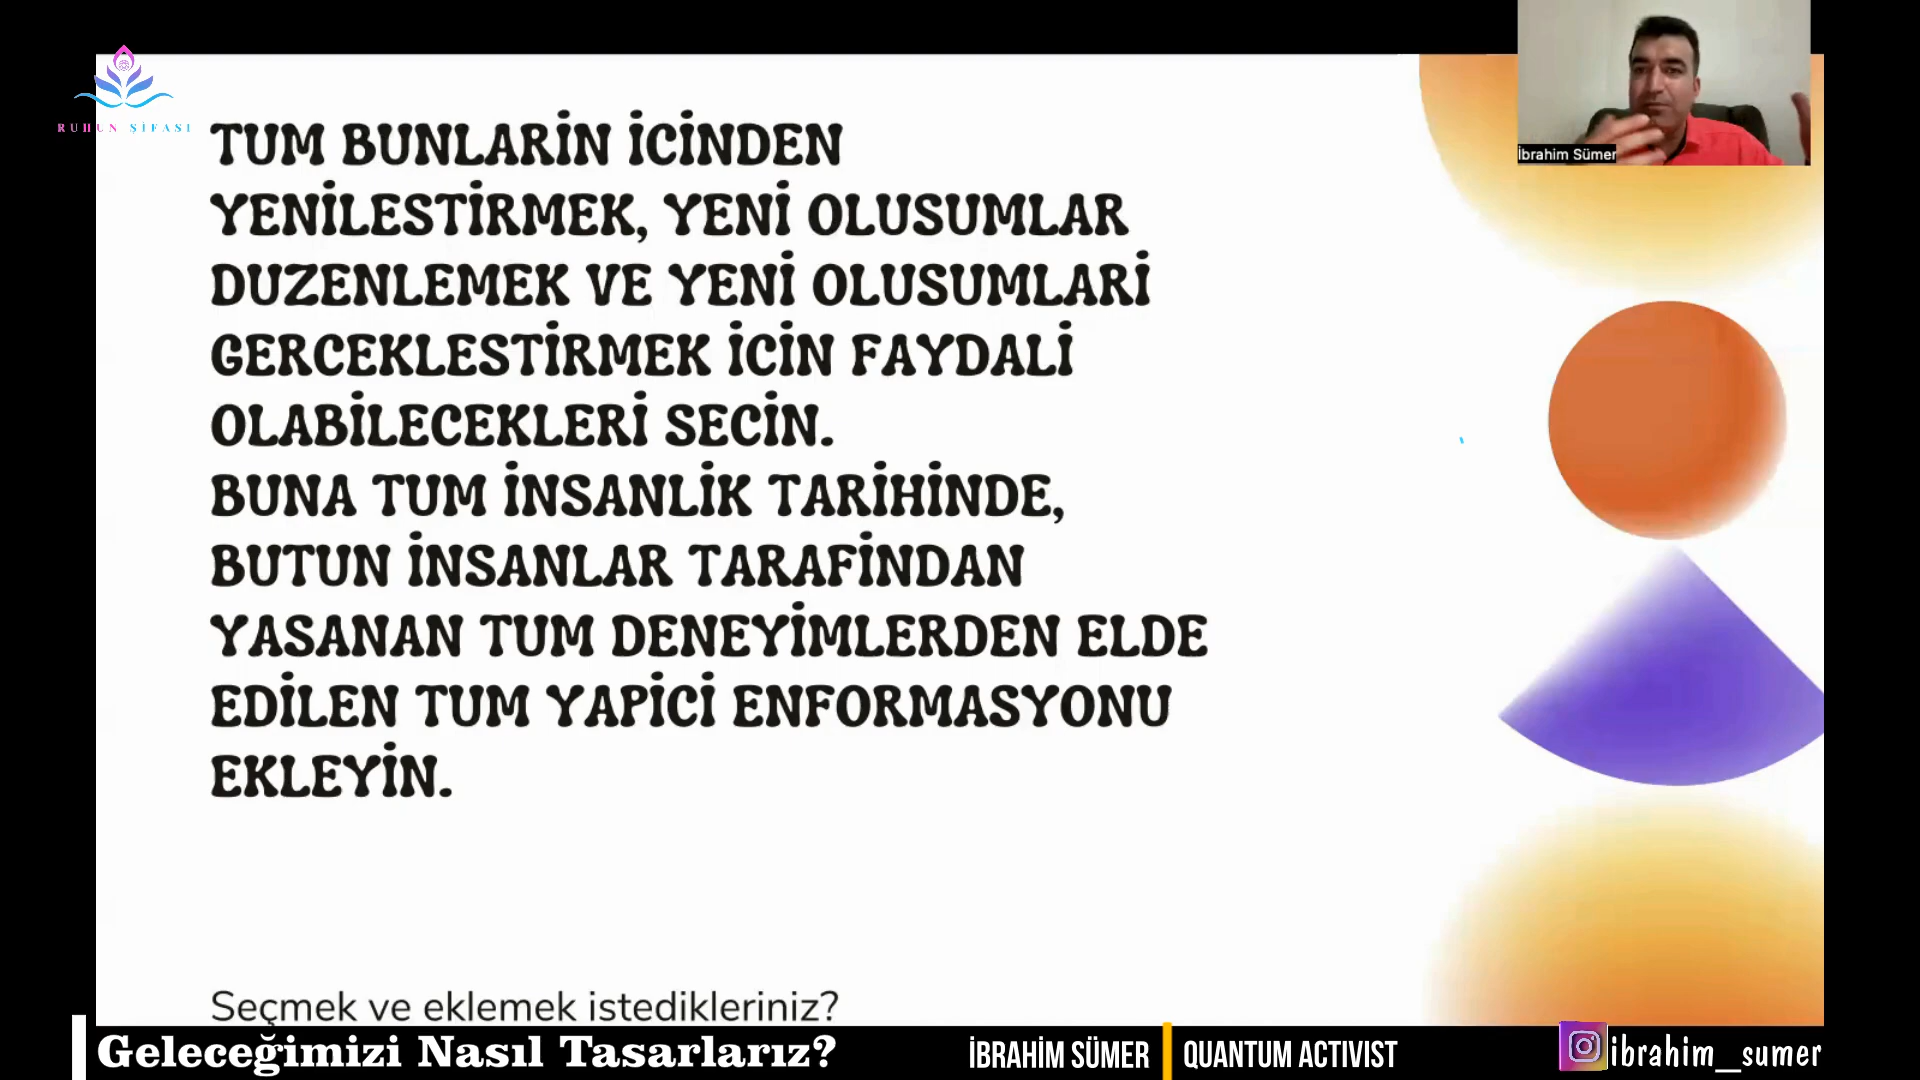 RUHUN ŞİFASI
TUM BUNLARİN İCİNDEN
YENİLESTİRMEK, YENİ OLUSUMLAR
DUZENLEMEK VE YENİ OLUSUMLARİ
GERCEKLESTİRMEK İCİN FAYDALİ
OLABİLECEKLERİ SECİN.
BUNA TUM İNSANLİK TARİHİNDE,
BUTUN İNSANLAR TARAFİNDAN
YASANAN TUM DENEYİMLERDEN ELDE
EDİLEN TUM YAPİCİ ENFORMASYONU
EKLEYİN.
İbrahim Sümer
Seçmek ve eklemek istedikleriniz?
Geleceğimizi Nasıl Tasarlarız?
İBRAHİM SÜMER
QUANTUM ACTIVIST
ibrahim_sumer